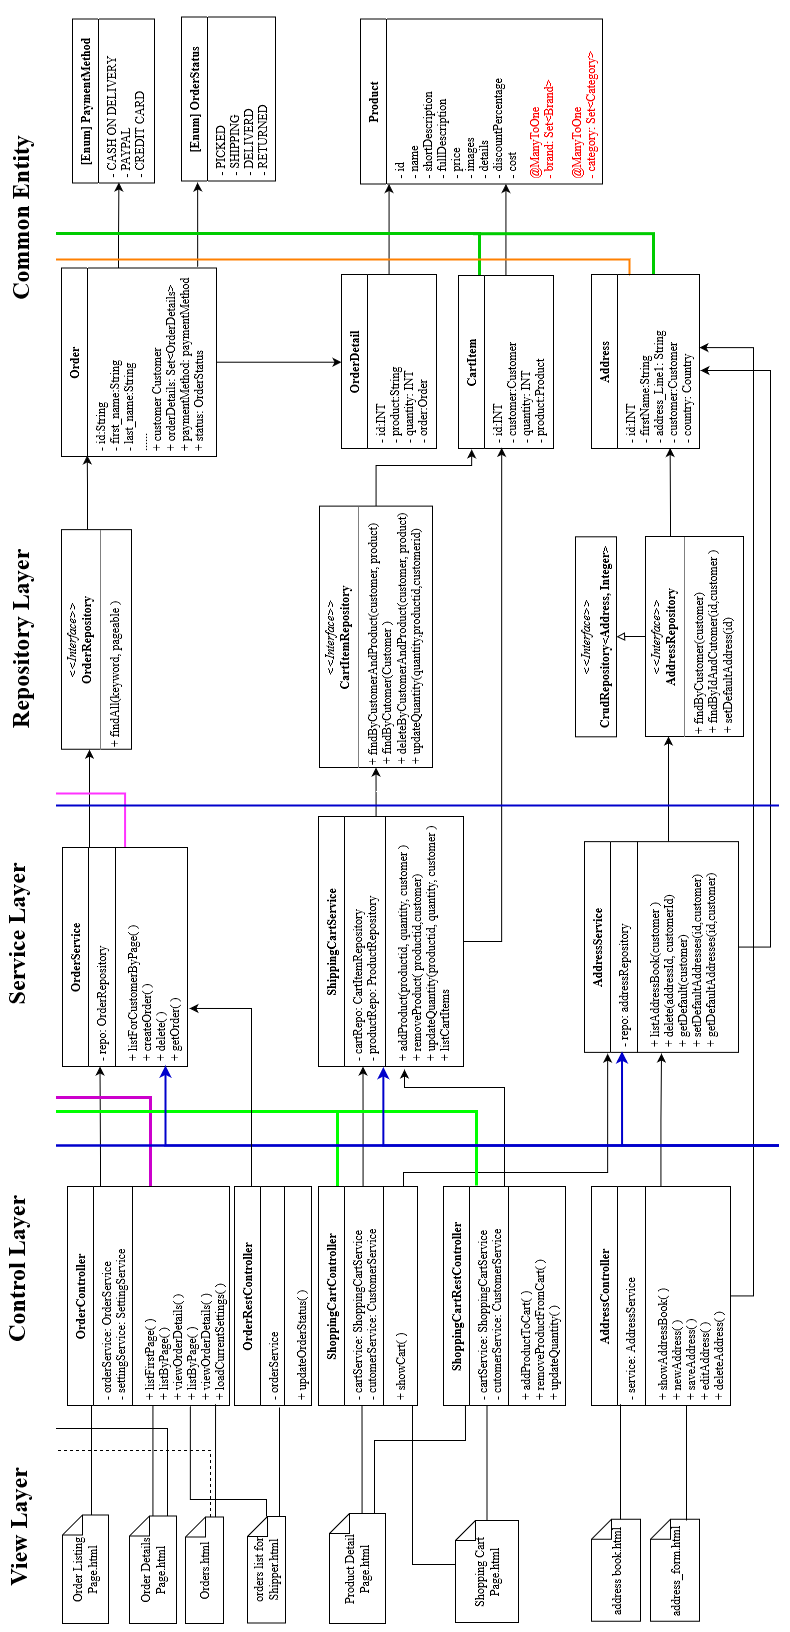 Common Entity
[Enum] PaymentMethod
- CASH ON DELIVERY
- PAYPAL
- CREDIT CARD
[Enum] OrderStatus
- PICKED
- SHIPPING
- DELIVERD
- RETURNED
Product
- id
- name
- shortDescription
- fullDescription
- price
- images
- details
- discountPercentage
- cost
@ManyToOne
- brand: Set<Brand>
@ManyToOne
- category: Set<Category>
Order
- id:String
- first_name:String
- last_name:String
......
+ customer Customer
+ orderDetails: Set<OrderDetails>
+ paymentMethod: paymentMethod
+ status: OrderStatus
OrderDetail
- id:INT
- product:String
- quantity: INT
- order:Order
CartItem
- id:INT
- customer:Customer
- quantity: INT
- product:Product
Address
- id:INT
- firstName:String
- address_Line1: String
- customer:Customer
- country: Country
Repository Layer
<<Interface>>
OrderRepository
+ findAll(keyword, pageable )
<<Interface>>
CartItemRepository
+ findByCustomerAndProduct(customer, product)
+ findByCutomer(Customer )
+ deleteByCustomerAndProduct(customer, product)
+ updateQuantity(quantity,productid,customerid)
<<Interface>>
CrudRepository<Address, Integer>
<<Interface>>
AddressRepository
+ findByCustomer(customer)
+ findByIdAndCutomer(id,customer )
+ setDefaultAddress(id)
Service Layer
OrderService
- repo: OrderRepository
+ listForCustomerByPage( )
+ createOrder( )
+ delete( )
+ getOrder( )
ShippingCartService
- cartRepo: CartItemRepository
- productRepo: ProductRepository
+ addProduct(productid, quantity, customer )
+ removeProduct( productid,customer)
+ updateQuantity(productid, quantity, customer )
+ listCartItems
AddressService
- repo: addressRepository
+ listAddressBook(customer )
+ delete(addressId, customerId)
+ getDefault(customer)
+ setDefaultAddresses(id,customer)
+ getDefaultAddresses(id,customer)
Control Layer
OrderController
- orderService: OrderService
- settingService: SettingService
+ listFirstPage( )
+ listByPage( )
+ viewOrderDetails( )
+ listByPage( )
+ viewOrderDetails( )
+ loadCurrentSettings( )
OrderRestController
- orderService
+ updateOrderStatus( )
ShoppingCartController
- cartService: ShoppingCartService
- cutomerService: CustomerService
+ showCart( )
ShoppingCartRestController
- cartService: ShoppingCartService
- cutomerService: CustomerService
+ addProductToCart( )
+ removeProductFromCart( )
+ updateQuantity( )
AddressController
- service: AddressService
+ showAddressBook( )
+ newAddress( )
+ saveAddress( )
+ editAddress( )
+ deleteAddress( )
View Layer
Order Listing
Page.html
Order Details
Page.html
Orders.html
orders list for
Shipper.html
Product Detail
Page.html
Shopping Cart
Page.html
address book.html
address_form.html